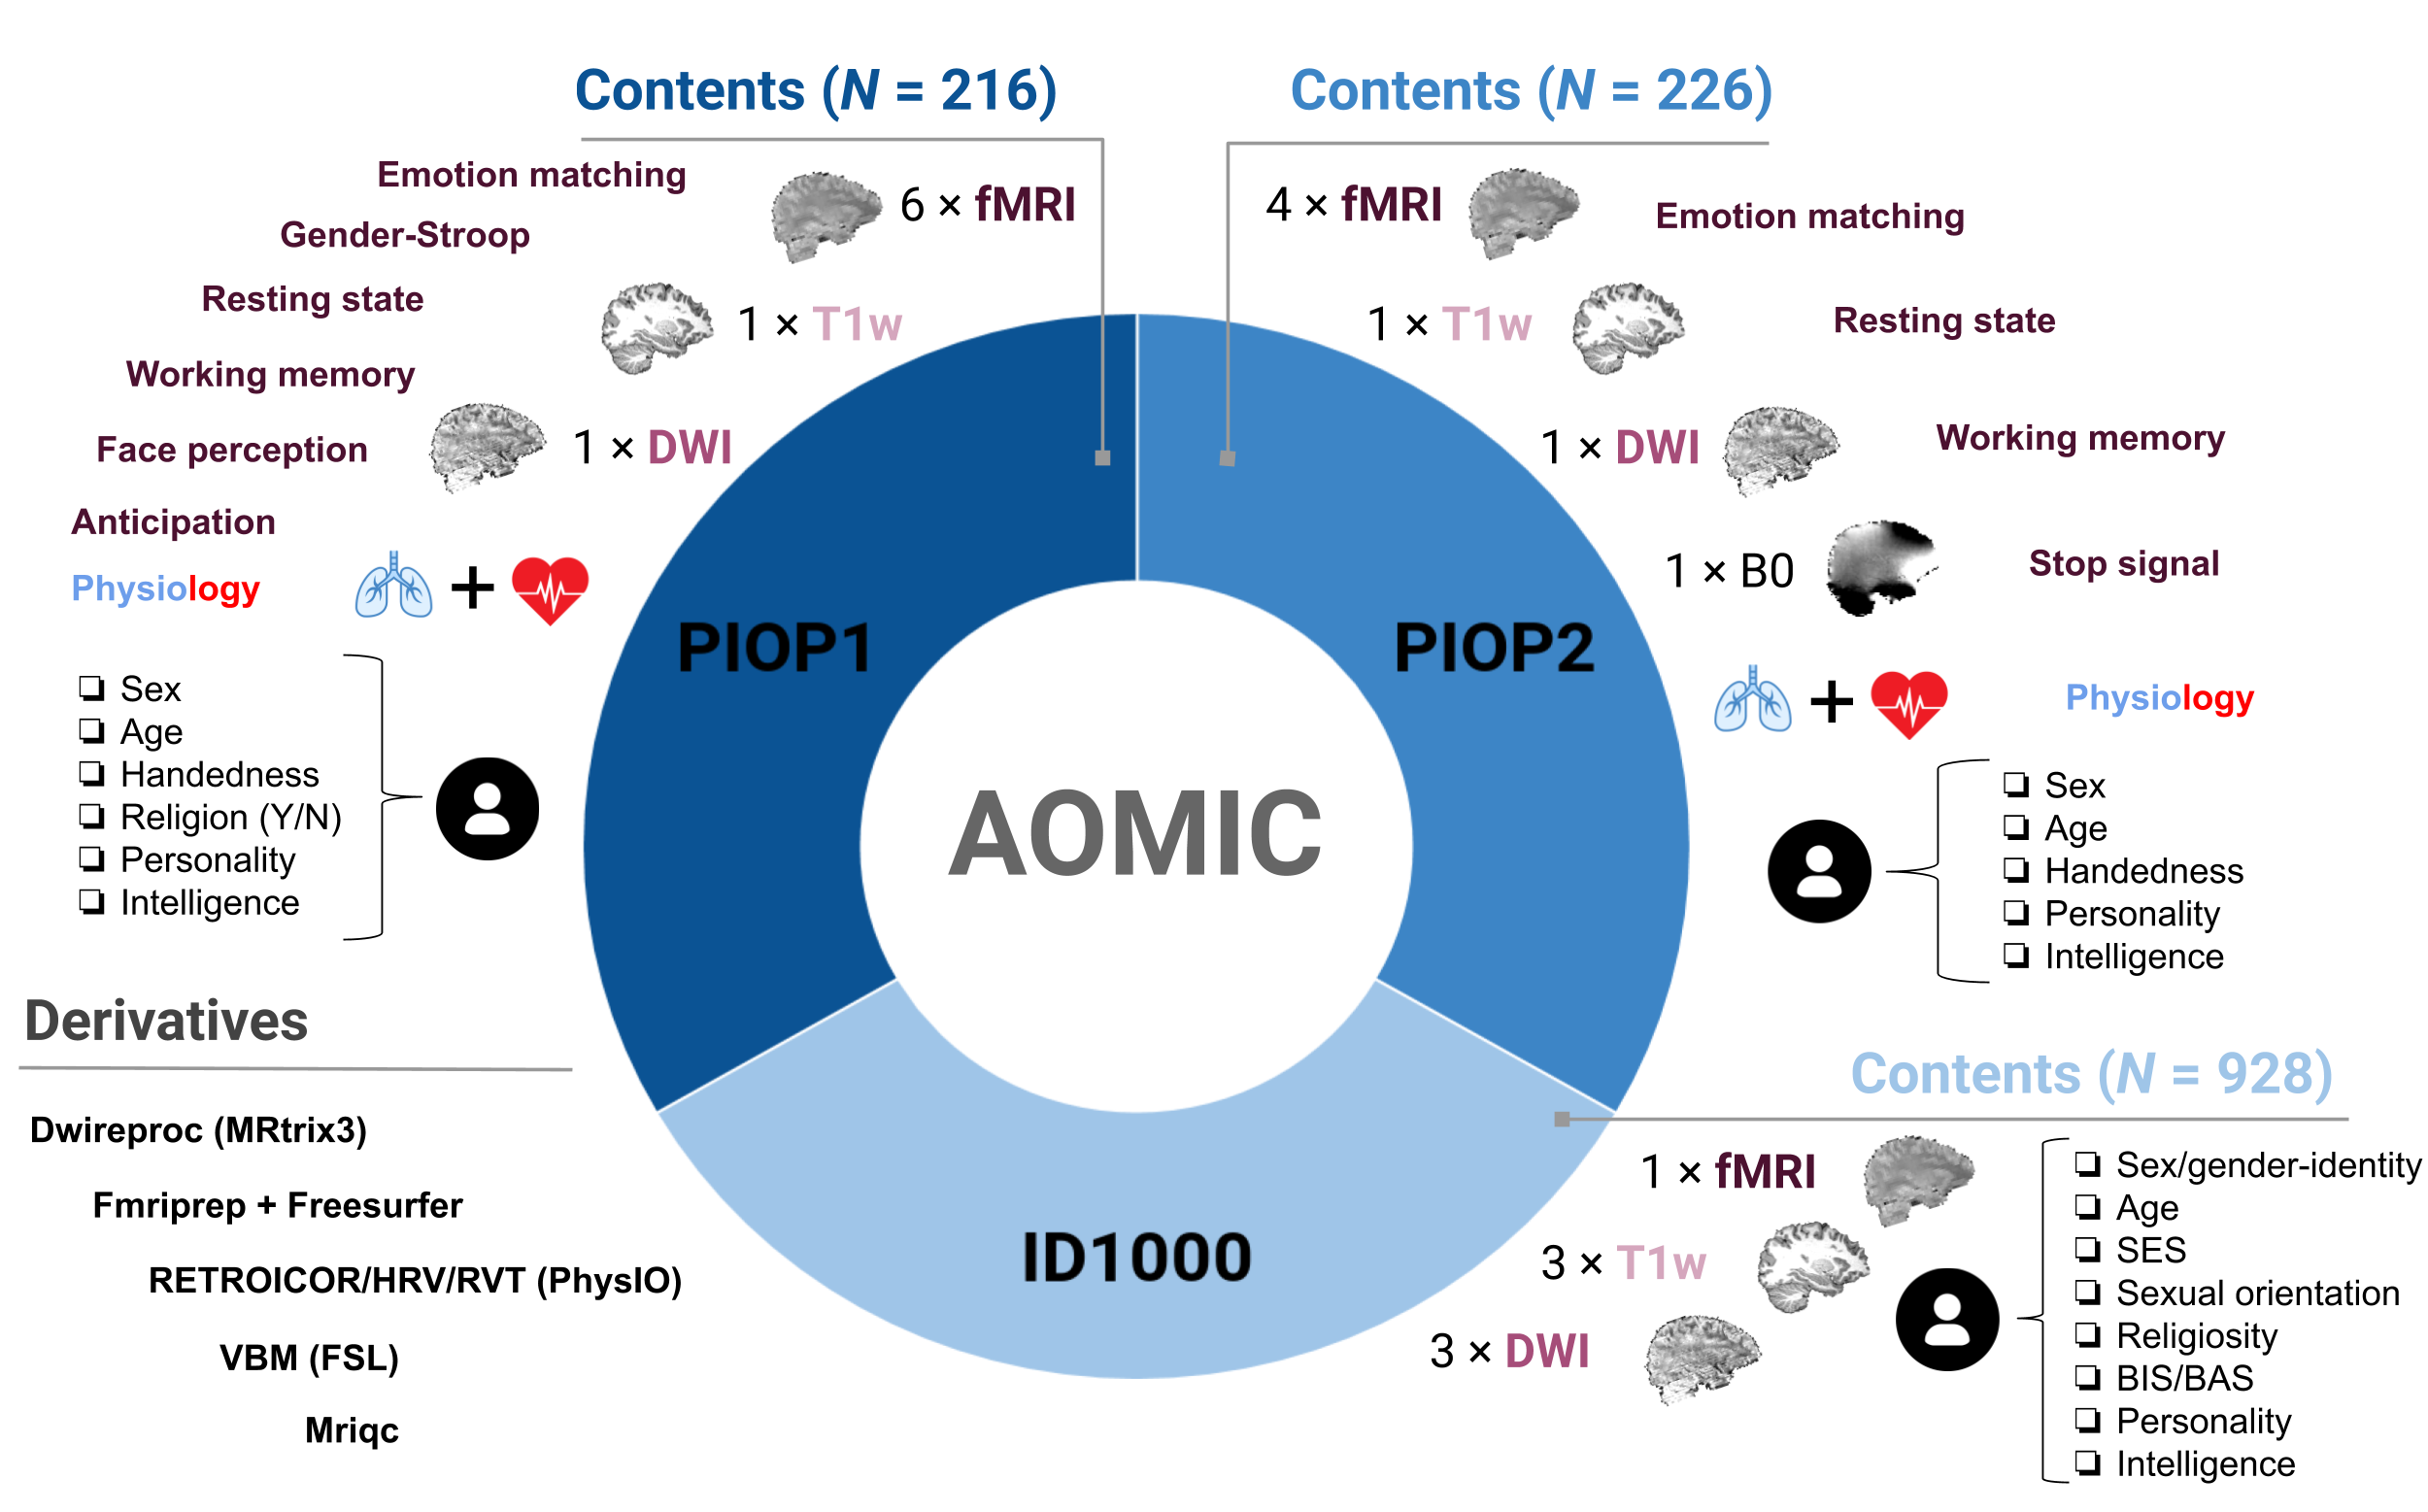 Contents (N = 216)
Emotion matching
Gender-Stroop
Resting state
Working memory
Face perception
Anticipation
Physiology
6 × fMRI
1 × T1w
1 × DWI
+
Sex
Age
Handedness
Religion (Y/N)
Personality
Intelligence
PIOP1
Contents (N = 226)
4 × fMRI
1 × T1w
1 × DWI
1 × B0
Emotion matching
Resting state
Working memory
Stop signal
+
Physiology
Sex
Age
Handedness
Personality
Intelligence
PIOP2
AOMIC
Derivatives
Dwireproc (MRtrix3)
Fmriprep + Freesurfer
RETROICOR/HRV/RVT (PhysIO)
VBM (FSL)
Mriqc
ID1000
Contents (N = 928)
1 × fMRI
3 × T1w
3 × DWI
Sex/gender-identity
Age
SES
Sexual orientation
Religiosity
BIS/BAS
Personality
Intelligence